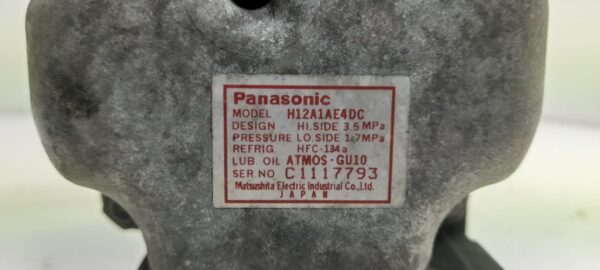 Panasonic
MODEL H12A1AE4DC
DESIGN HI.SIDE 3.5MPa
PRESSURE LO.SIDE 1.7MPa
REFRIG. HFC-134a
LUB. OIL ATMOS-GU10
SER.NO C1117793
Matsushita Electric Industrial Co.,Ltd.
JAPAN